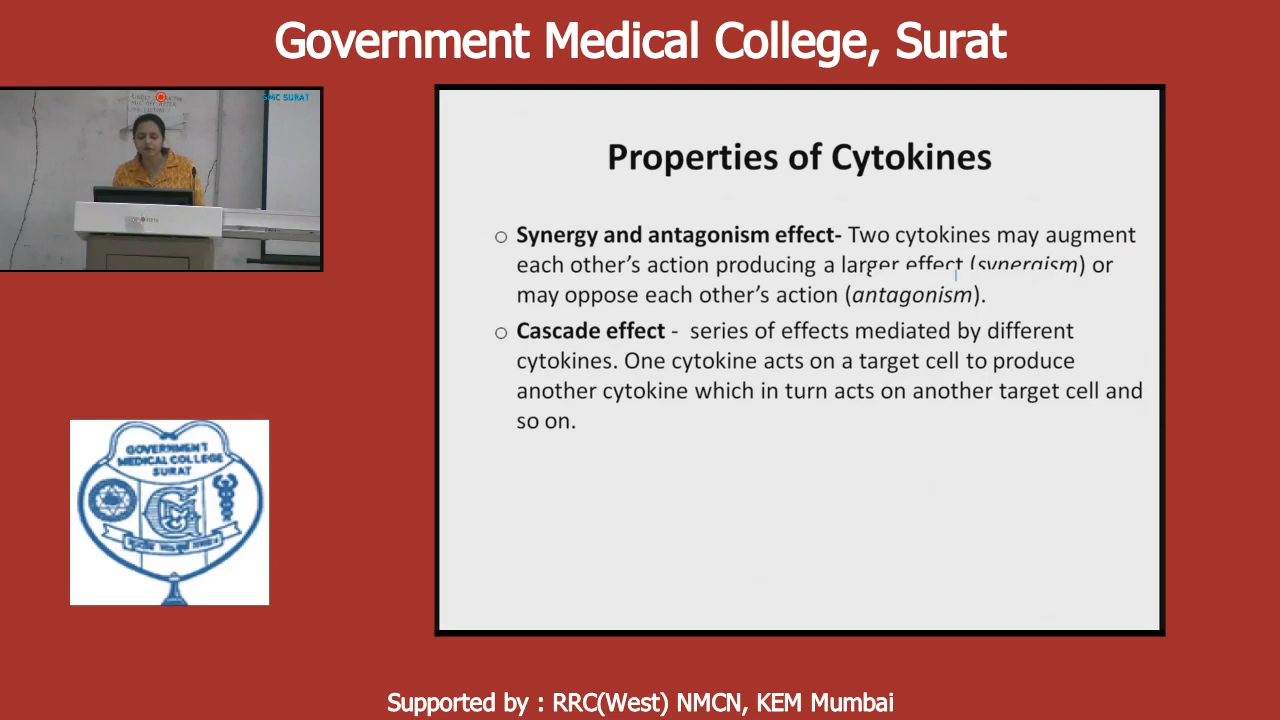 Government Medical College, Surat
GMC SURAT
Properties of Cytokines
○ Synergy and antagonism effect- Two cytokines may augment
each other’s action producing a larger effect (synergism) or
may oppose each other’s action (antagonism).
○ Cascade effect - series of effects mediated by different
cytokines. One cytokine acts on a target cell to produce
another cytokine which in turn acts on another target cell and
so on.
GOVERNMENT
MEDICAL COLLEGE
SURAT
Supported by : RRC(West) NMCN, KEM Mumbai